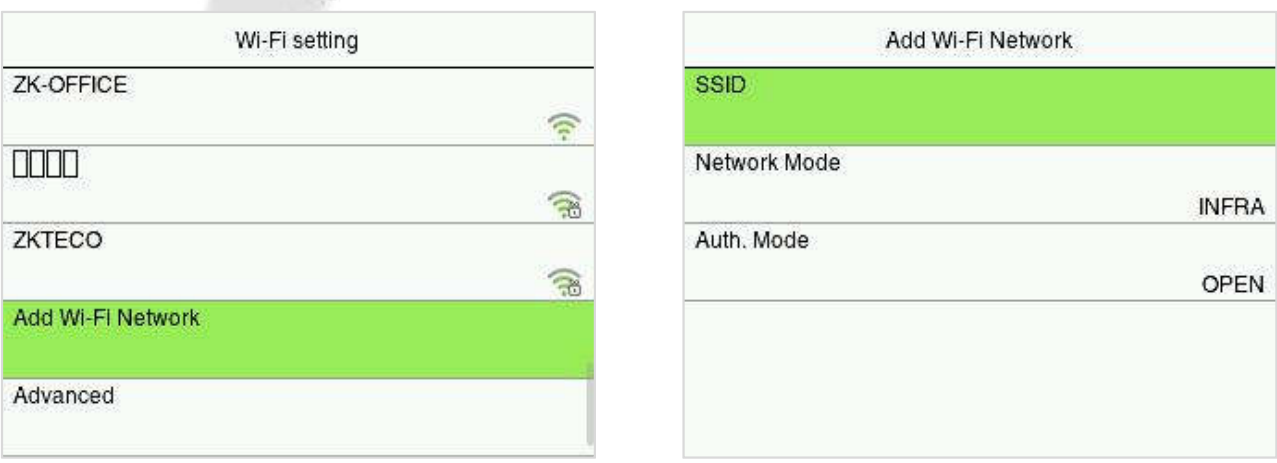 Wi-Fi setting
ZK-OFFICE
ZKTECO
Add Wi-Fi Network
Advanced
Add Wi-Fi Network
SSID
Network Mode
INFRA
Auth. Mode
OPEN